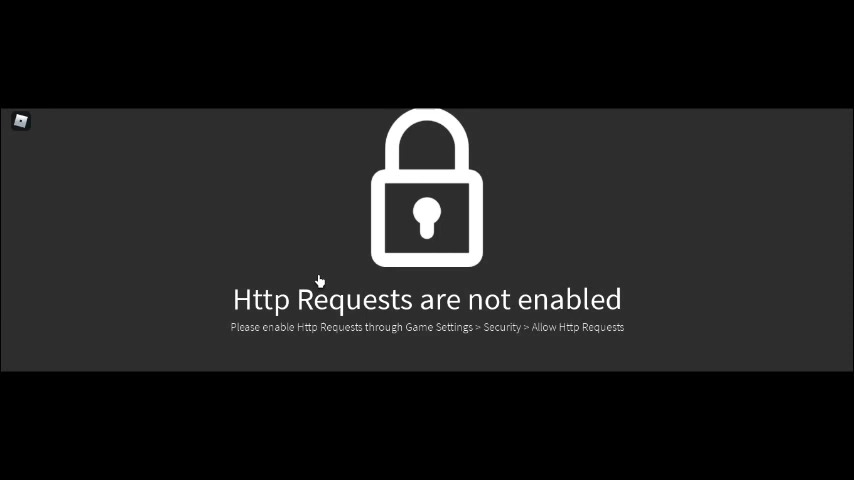 Http Requests are not enabled
Please enable Http Requests through Game Settings > Security > Allow Http Requests